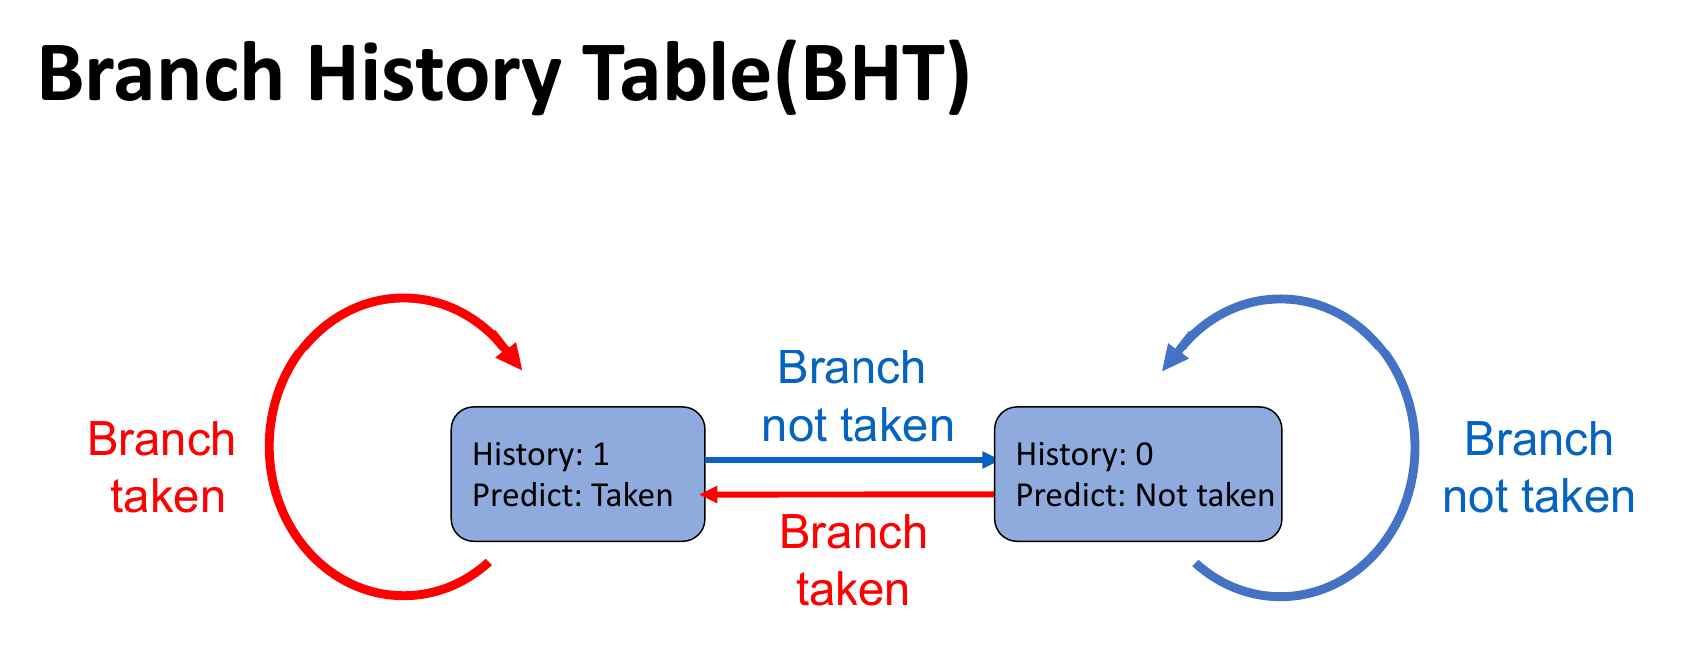 Branch History Table(BHT)
Branch
not taken
Branch
taken
History: 1
Predict: Taken
History: 0
Predict: Not taken
Branch
not taken
Branch
taken